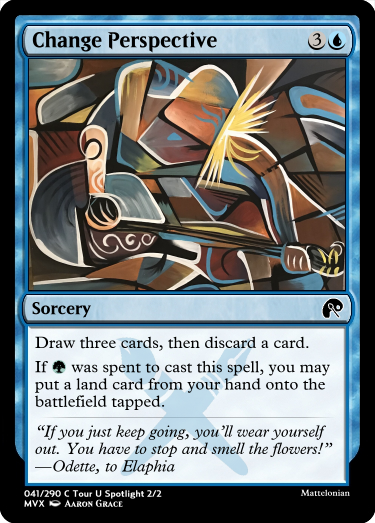 Change Perspective 3
Sorcery
Draw three cards, then discard a card.
If was spent to cast this spell, you may
put a land card from your hand onto the
battlefield tapped.
“If you just keep going, you’ll wear yourself
out. You have to stop and smell the flowers!”
—Odette, to Elaphia
041/290 C Tour U Spotlight 2/2
MVX Aaron Grace
Mattelonian